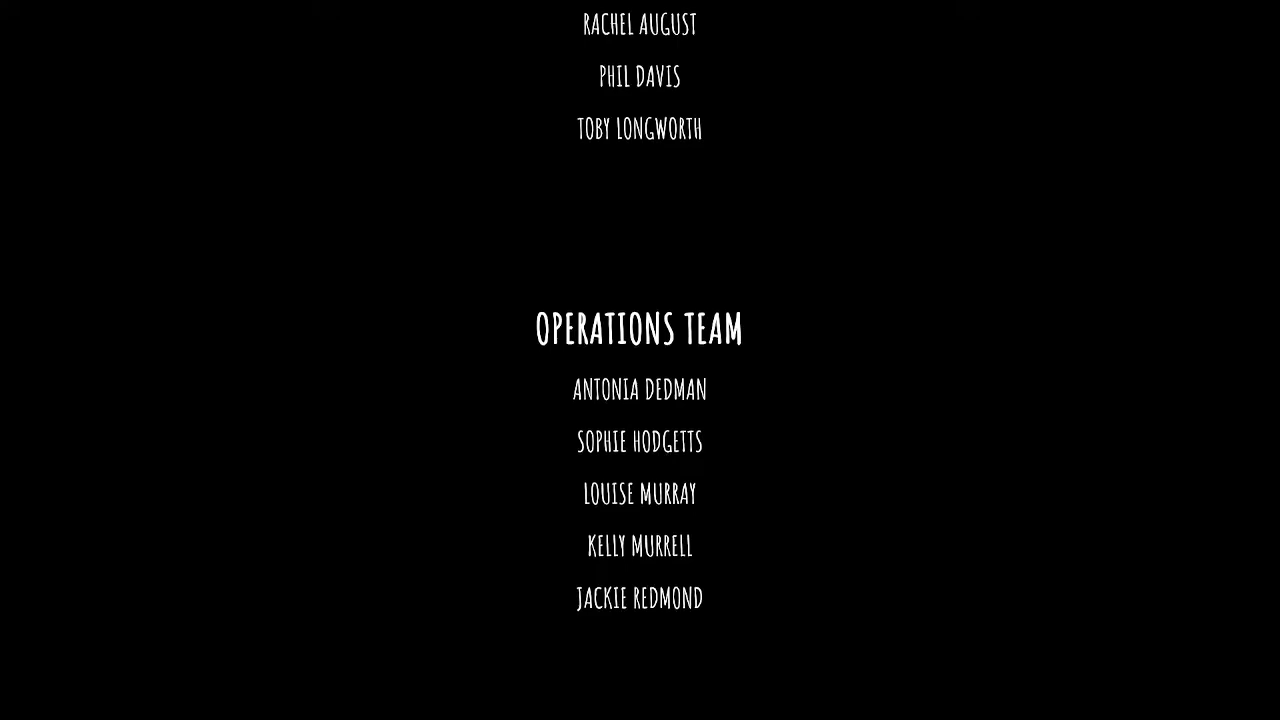 RACHEL AUGUST
PHIL DAVIS
TOBY LONGWORTH
OPERATIONS TEAM
ANTONIA DEDMAN
SOPHIE HODGETTS
LOUISE MURRAY
KELLY MURRELL
JACKIE REDMOND